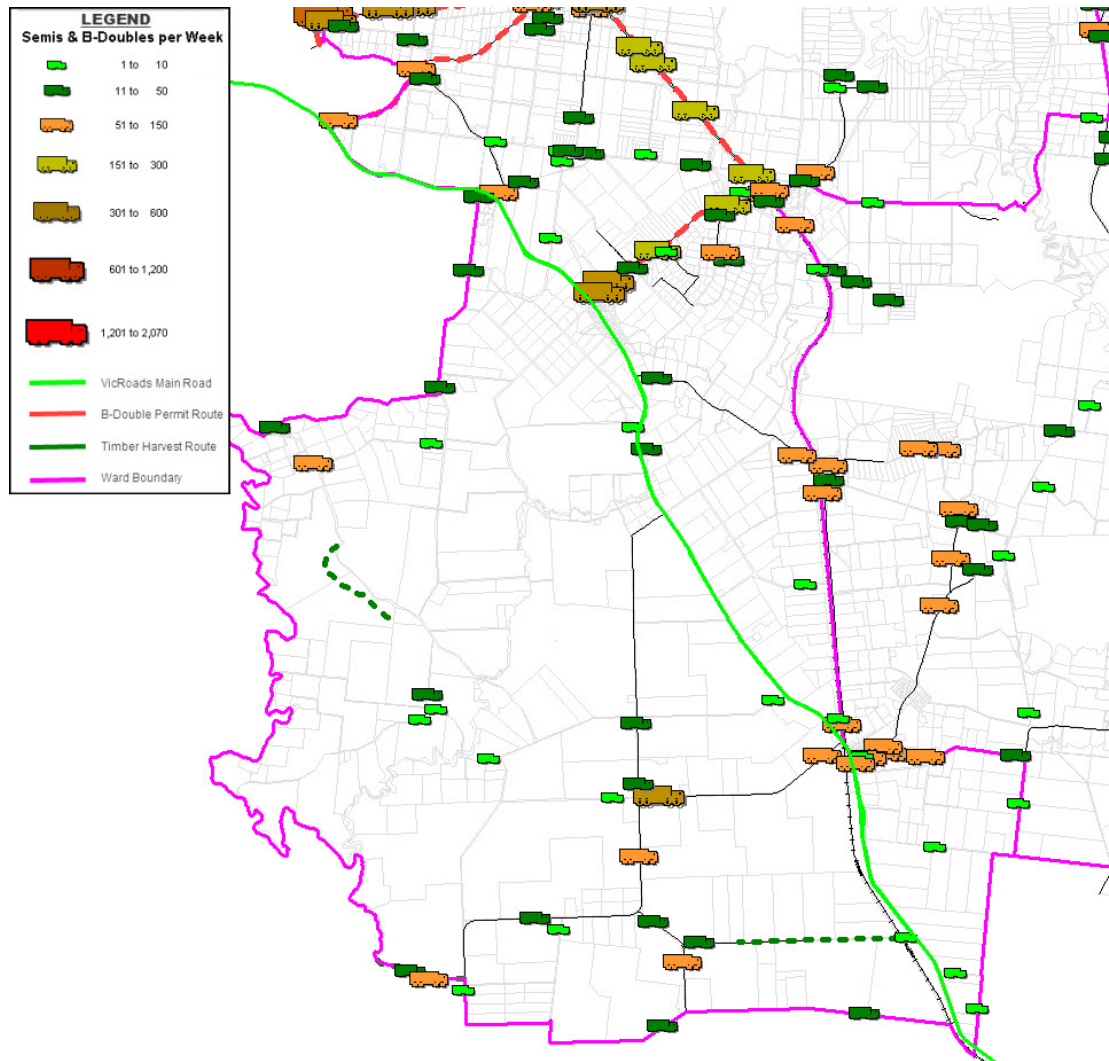 LEGEND
Semis & B-Doubles per Week
1 to 10
11 to 50
51 to 150
151 to 300
301 to 600
601 to 1,200
1,201 to 2,070
VicRoads Main Road
B-Double Permit Route
Timber Harvest Route
Ward Boundary